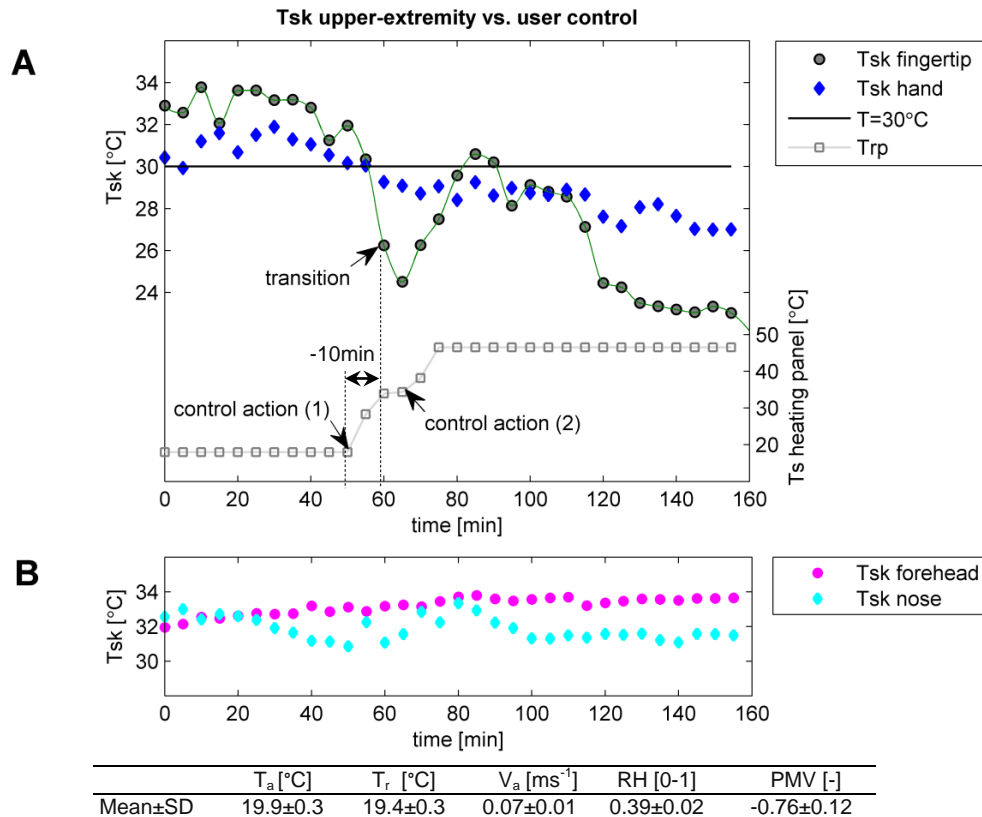 Tsk upper-extremity vs. user control
A
Tsk fingertip
Tsk hand
T=30°C
Trp
Tsk [°C]
34
32
30
28
26
24
transition
-10min
control action (1)
control action (2)
50
40
30
20
Ts heating panel [°C]
0 20 40 60 80 100 120 140 160
time [min]
B
Tsk forehead
Tsk nose
Tsk [°C]
34
32
30
0 20 40 60 80 100 120 140 160
time [min]
Ta [°C] Tr [°C] Va [ms-1] RH [0-1] PMV [-]
Mean±SD 19.9±0.3 19.4±0.3 0.07±0.01 0.39±0.02 -0.76±0.12